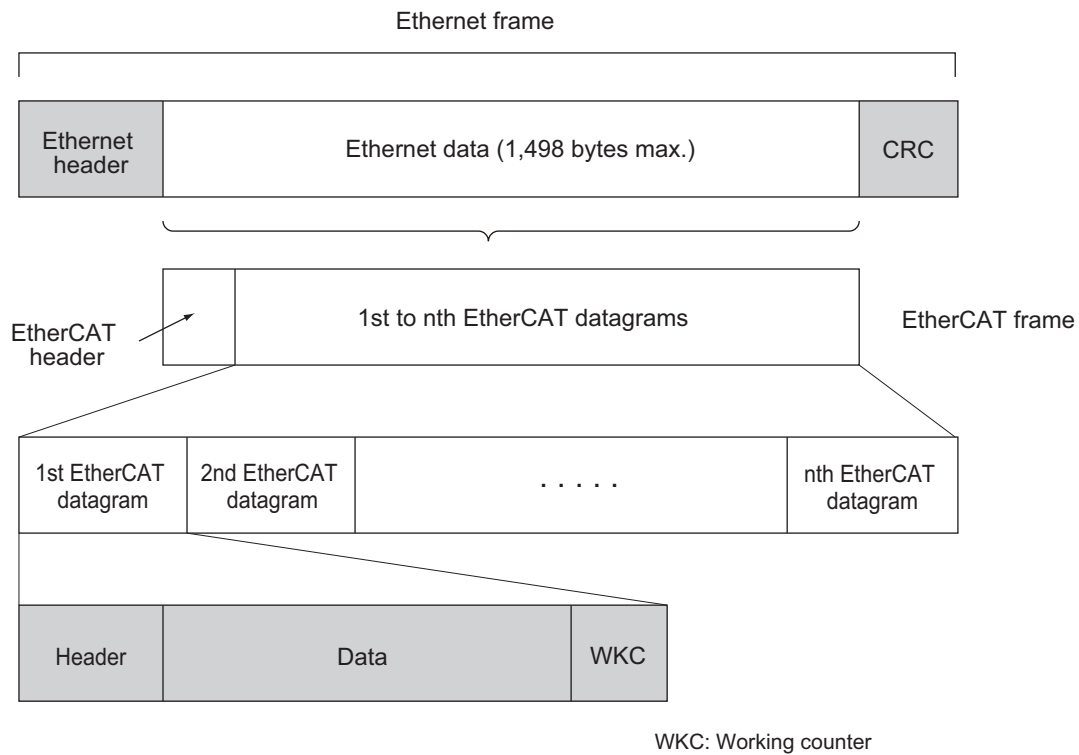 Ethernet frame
Ethernet
header
Ethernet data (1,498 bytes max.)
CRC
EtherCAT
header
1st to nth EtherCAT datagrams
EtherCAT frame
1st EtherCAT
datagram
2nd EtherCAT
datagram
. . . . .
nth EtherCAT
datagram
Header
Data
WKC
WKC: Working counter